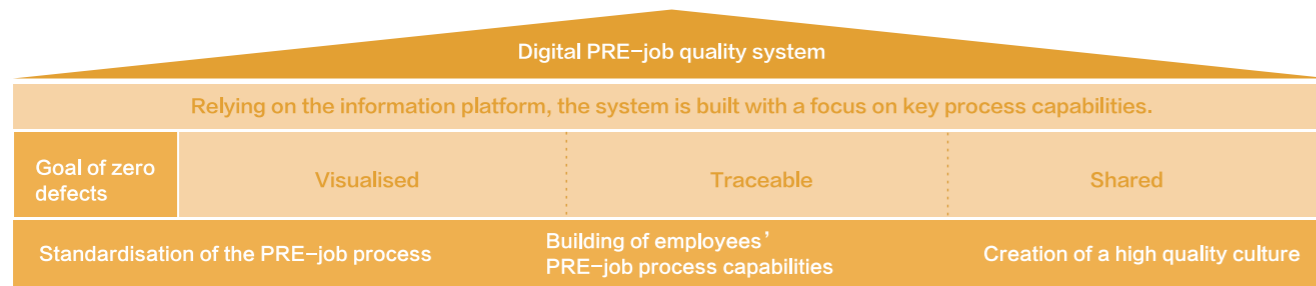 Digital PRE-job quality system
Relying on the information platform, the system is built with a focus on key process capabilities.
Goal of zero
defects
Visualised
Traceable
Shared
Standardisation of the PRE-job process
Building of employees’
PRE-job process capabilities
Creation of a high quality culture